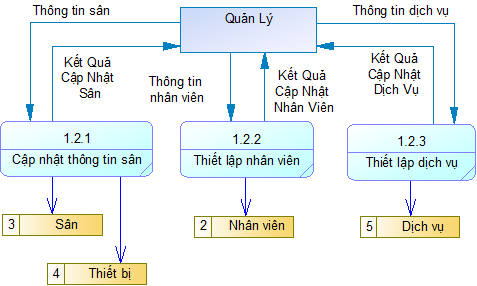 Thông tin sân
Quản Lý
Thông tin dịch vụ
Kết Quả
Cập Nhật
Sân
Thông tin
nhân viên
Kết Quả
Cập Nhật
Nhân Viên
Kết Quả
Cập Nhật
Dịch Vụ
1.2.1
Cập nhật thông tin sân
1.2.2
Thiết lập nhân viên
1.2.3
Thiết lập dịch vụ
3 Sân
2 Nhân viên
5 Dịch vụ
4 Thiết bị